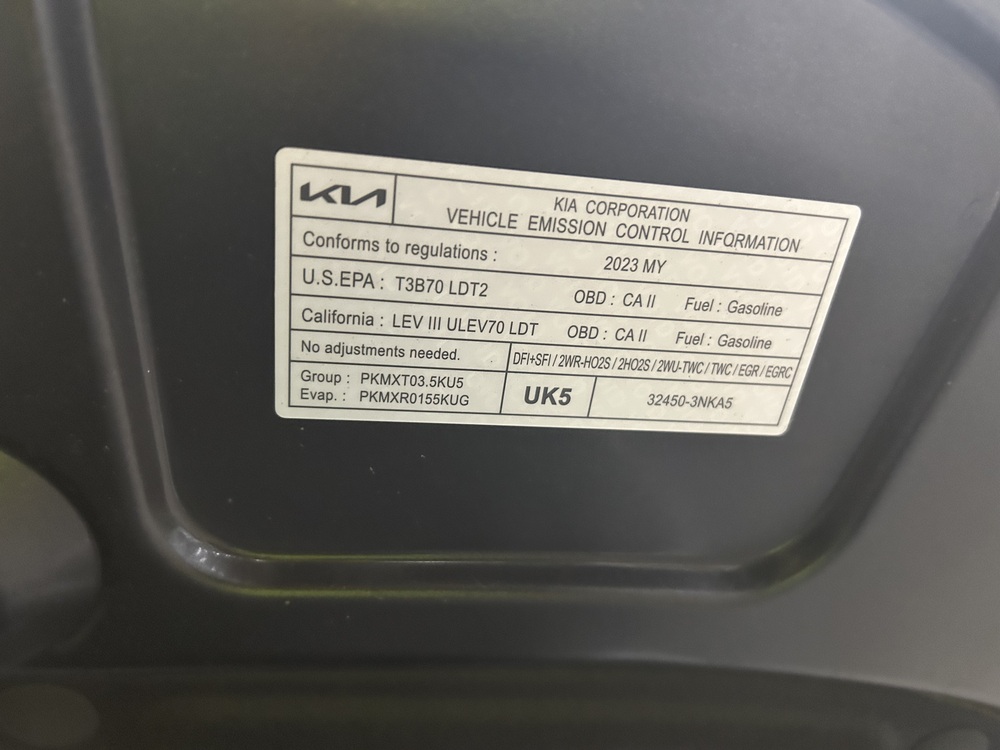 KIA
KIA CORPORATION
VEHICLE EMISSION CONTROL INFORMATION
Conforms to regulations : 2023 MY
U.S.EPA : T3B70 LDT2 OBD : CA II Fuel : Gasoline
California : LEV III ULEV70 LDT OBD : CA II Fuel : Gasoline
No adjustments needed. DFI+SFI / 2WR-HO2S / 2HO2S / 2WU-TWC / TWC / EGR / EGRC
Group : PKMXT03.5KU5
Evap. : PKMXR0155KUG
UK5
32450-3NKA5